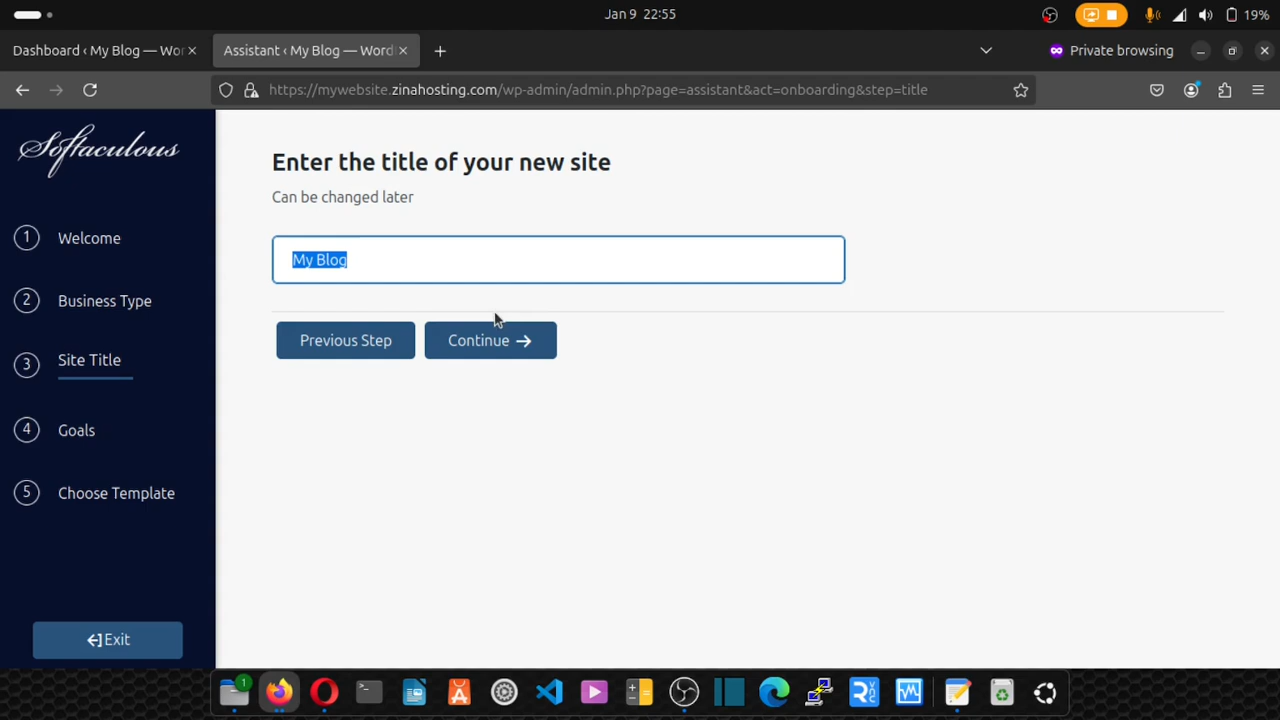 Jan 9 22:55
19%
Dashboard ‹ My Blog — Wor
Assistant ‹ My Blog — Word
Private browsing
https://mywebsite.zinahosting.com/wp-admin/admin.php?page=assistant&act=onboarding&step=title
Softaculous
1 Welcome
2 Business Type
3 Site Title
4 Goals
5 Choose Template
Exit
Enter the title of your new site
Can be changed later
My Blog
Previous Step
Continue →
1